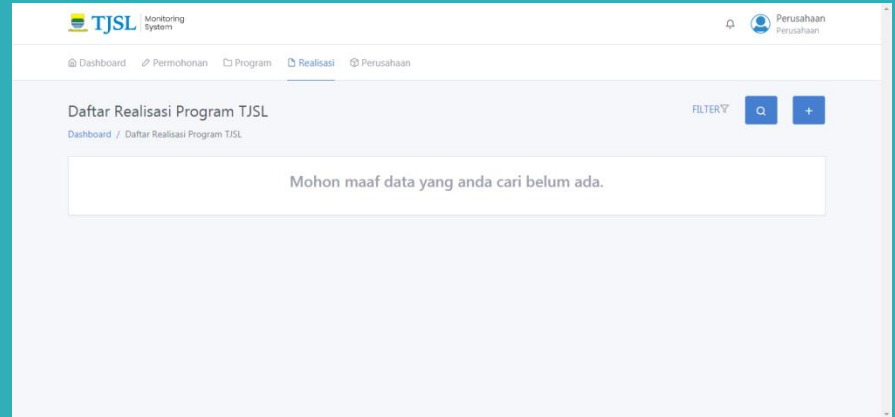 TJSL Monitoring System
Perusahaan
Perusahaan
Dashboard Permohonan Program Realisasi Perusahaan
Daftar Realisasi Program TJSL
FILTER
Dashboard / Daftar Realisasi Program TJSL
Mohon maaf data yang anda cari belum ada.